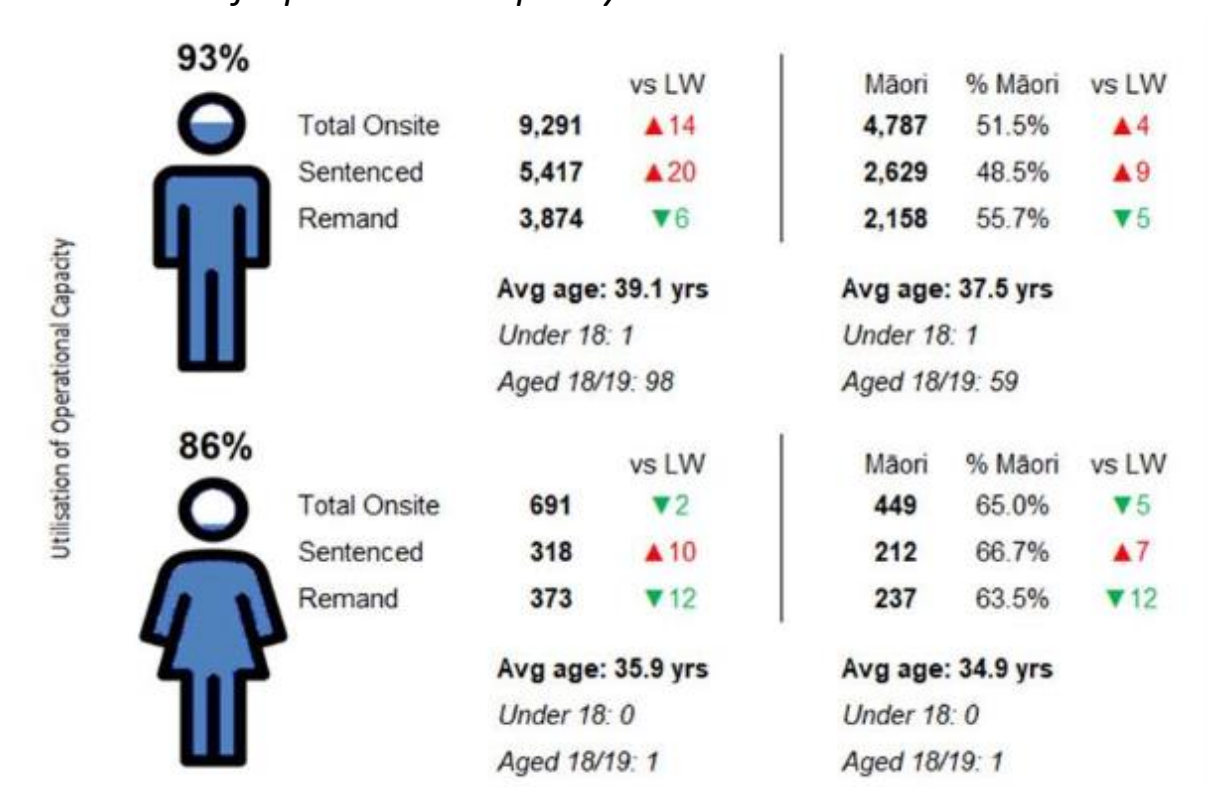 93%
vs LW Māori % Māori vs LW
Total Onsite 9,291 ▲14 4,787 51.5% ▲4
Sentenced 5,417 ▲20 2,629 48.5% ▲9
Remand 3,874 ▼6 2,158 55.7% ▼5
Avg age: 39.1 yrs Avg age: 37.5 yrs
Under 18: 1 Under 18: 1
Aged 18/19: 98 Aged 18/19: 59
Utilisation of Operational Capacity
86%
vs LW Māori % Māori vs LW
Total Onsite 691 ▼2 449 65.0% ▼5
Sentenced 318 ▲10 212 66.7% ▲7
Remand 373 ▼12 237 63.5% ▼12
Avg age: 35.9 yrs Avg age: 34.9 yrs
Under 18: 0 Under 18: 0
Aged 18/19: 1 Aged 18/19: 1